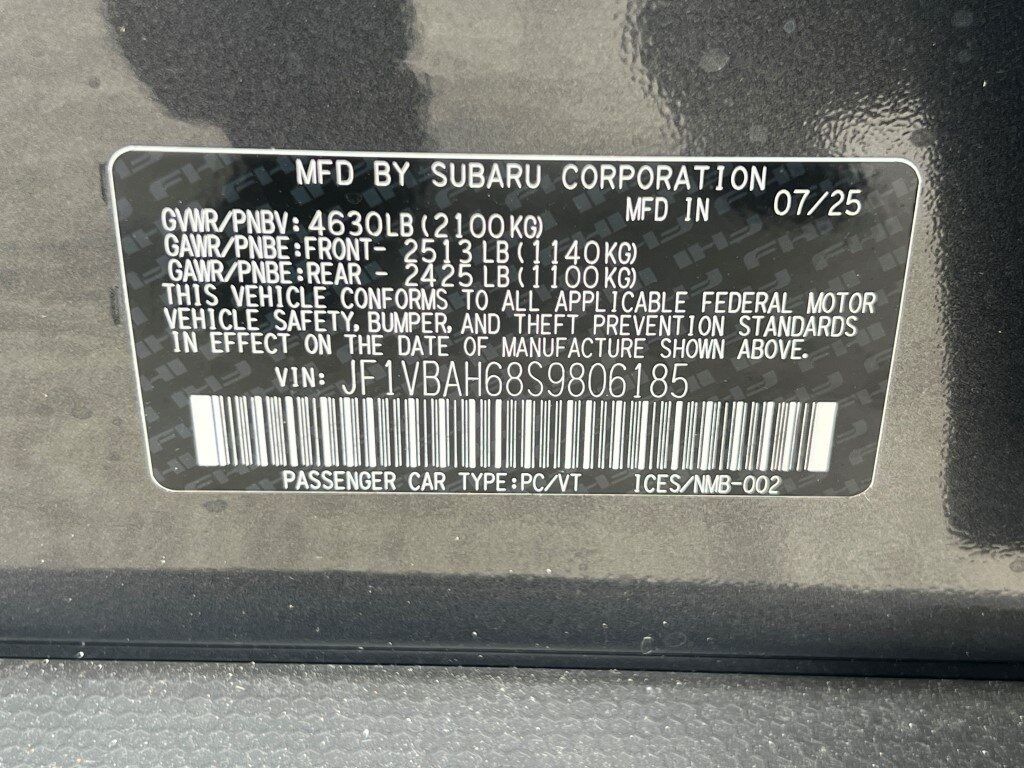 MFD BY SUBARU CORPORATION
MFD IN 07/25
GVWR/PNBV: 4630LB(2100KG)
GAWR/PNBE:FRONT- 2513LB(1140KG)
GAWR/PNBE:REAR - 2425LB(1100KG)
THIS VEHICLE CONFORMS TO ALL APPLICABLE FEDERAL MOTOR
VEHICLE SAFETY, BUMPER, AND THEFT PREVENTION STANDARDS
IN EFFECT ON THE DATE OF MANUFACTURE SHOWN ABOVE.
VIN: JF1VBAH68S9806185
PASSENGER CAR TYPE:PC/VT ICES/NMB-002